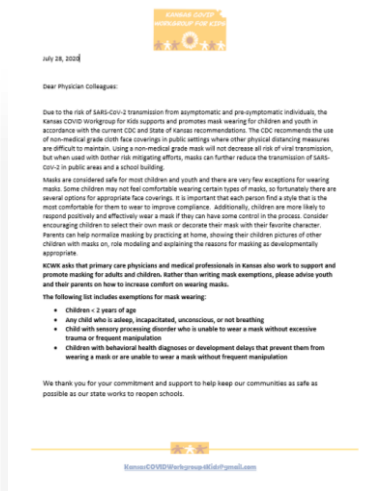 KANSAS COVID
WORKGROUP FOR KIDS
July 28, 2020
Dear Physician Colleagues:
Due to the risk of SARS-CoV-2 transmission from asymptomatic and pre-symptomatic individuals, the
Kansas COVID Workgroup for Kids supports and promotes mask wearing for children and youth in
accordance with the current CDC and State of Kansas recommendations. The CDC recommends the use
of non-medical grade cloth face coverings in public settings where other physical distancing measures
are difficult to maintain. Using a non-medical grade mask will not decrease all risk of viral transmission,
but when used with 0other risk mitigating efforts, masks can further reduce the transmission of SARS-
CoV-2 in public areas and a school building.
Masks are considered safe for most children and youth and there are very few exceptions for wearing
masks. Some children may not feel comfortable wearing certain types of masks, so fortunately there are
several options for appropriate face coverings. It is important that each person find a style that is the
most comfortable for them to wear to improve compliance. Additionally, children are more likely to
respond positively and effectively wear a mask if they can have some control in the process. Consider
encouraging children to select their own mask or decorate their mask with their favorite character.
Parents can help normalize masking by practicing at home, showing their children pictures of other
children with masks on, role modeling and explaining the reasons for masking as developmentally
appropriate.
KCWK asks that primary care physicians and medical professionals in Kansas also work to support and
promote masking for adults and children. Rather than writing mask exemptions, please advise youth
and their parents on how to increase comfort on wearing masks.
The following list includes exemptions for mask wearing:
• Children < 2 years of age
• Any child who is asleep, incapacitated, unconscious, or not breathing
• Child with sensory processing disorder who is unable to wear a mask without excessive
trauma or frequent manipulation
• Children with behavioral health diagnoses or development delays that prevent them from
wearing a mask or are unable to wear a mask without frequent manipulation
We thank you for your commitment and support to help keep our communities as safe as
possible as our state works to reopen schools.
KansasCOVIDWorkgroup4Kids@gmail.com